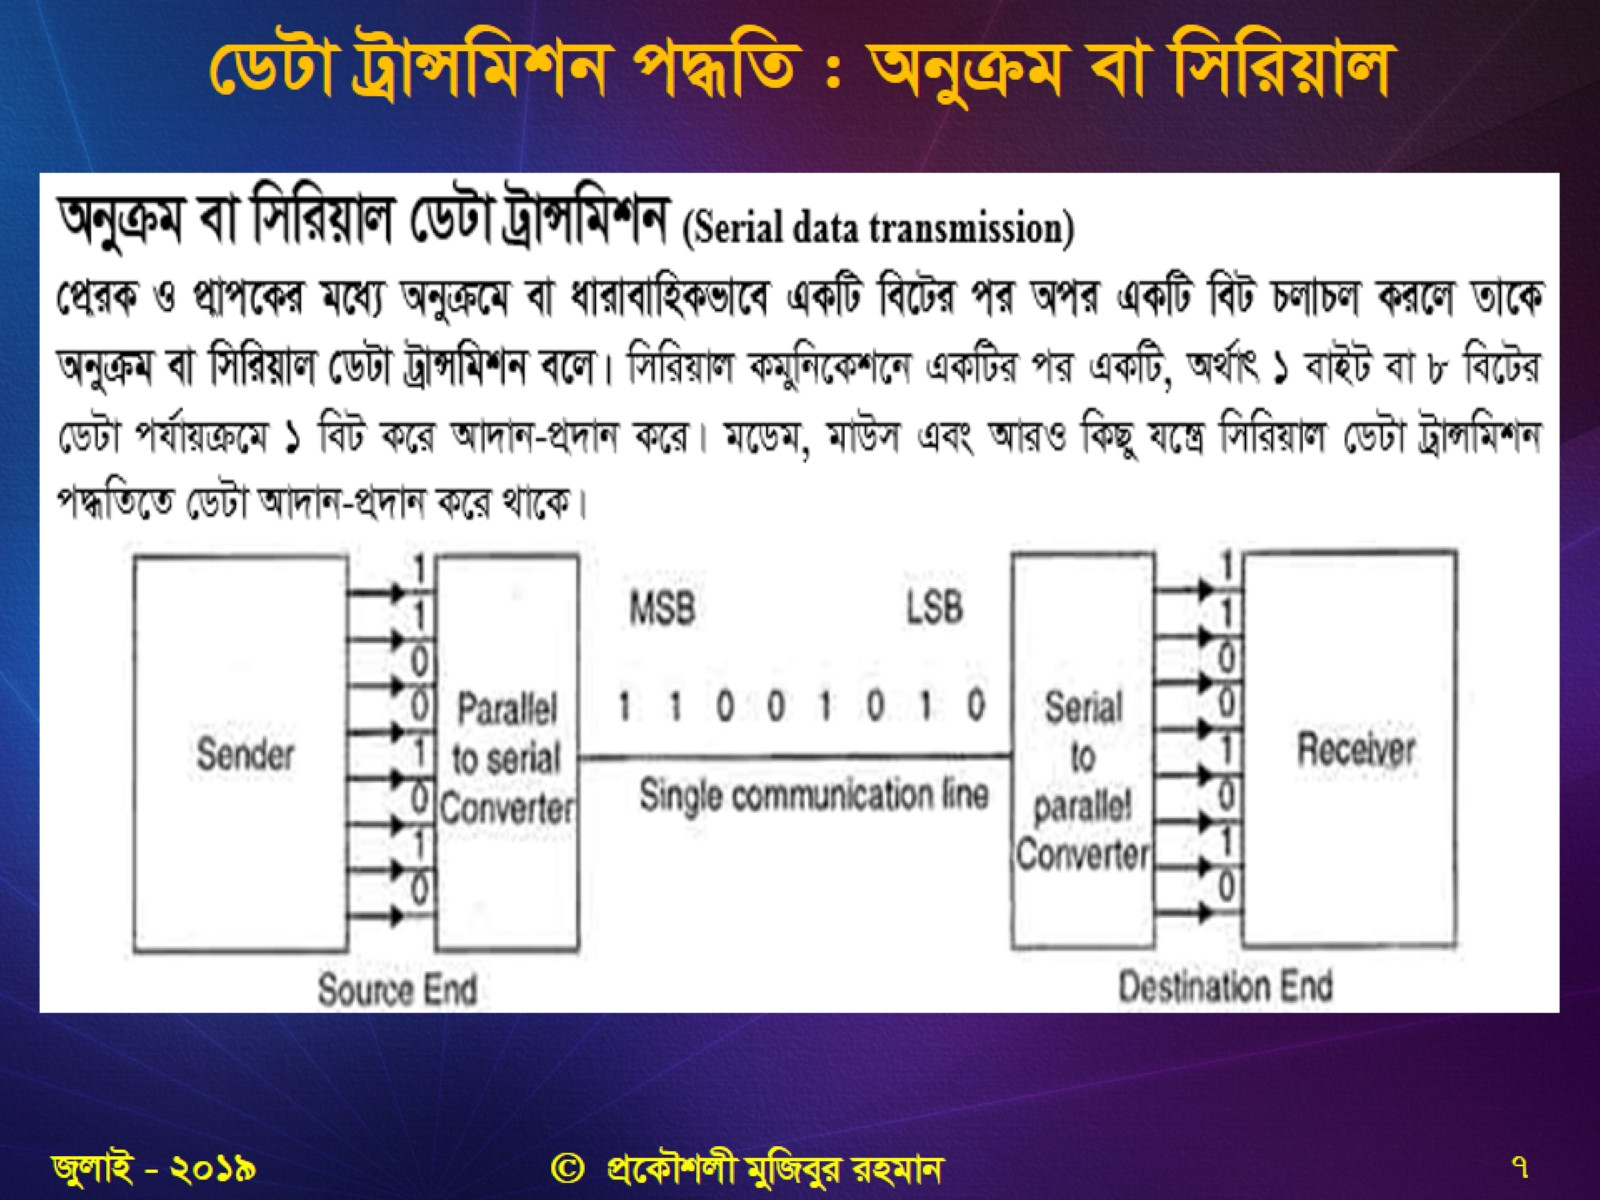 ডেটা ট্রান্সমিশন পদ্ধতি : অনুক্রম বা সিরিয়াল
অনুক্রম বা সিরিয়াল ডেটা ট্রান্সমিশন (Serial data transmission)
প্রেরক ও প্রাপকের মধ্যে অনুক্রমে বা ধারাবাহিকভাবে একটি বিটের পর অপর একটি বিট চলাচল করলে তাকে
অনুক্রম বা সিরিয়াল ডেটা ট্রান্সমিশন বলে। সিরিয়াল কমুনিকেশনে একটির পর একটি, অর্থাৎ ১ বাইট বা ৮ বিটের
ডেটা পর্যায়ক্রমে ১ বিট করে আদান-প্রদান করে। মডেম, মাউস এবং আরও কিছু যন্ত্রে সিরিয়াল ডেটা ট্রান্সমিশন
পদ্ধতিতে ডেটা আদান-প্রদান করে থাকে।
Sender
1
1
0
0
1
0
1
0
Parallel
to serial
Converter
MSB LSB
1 1 0 0 1 0 1 0
Single communication line
Serial
to
parallel
Converter
1
1
0
0
1
0
1
0
Receiver
Source End
Destination End
জুলাই - ২০১৯
© প্রকৌশলী মুজিবুর রহমান
৭